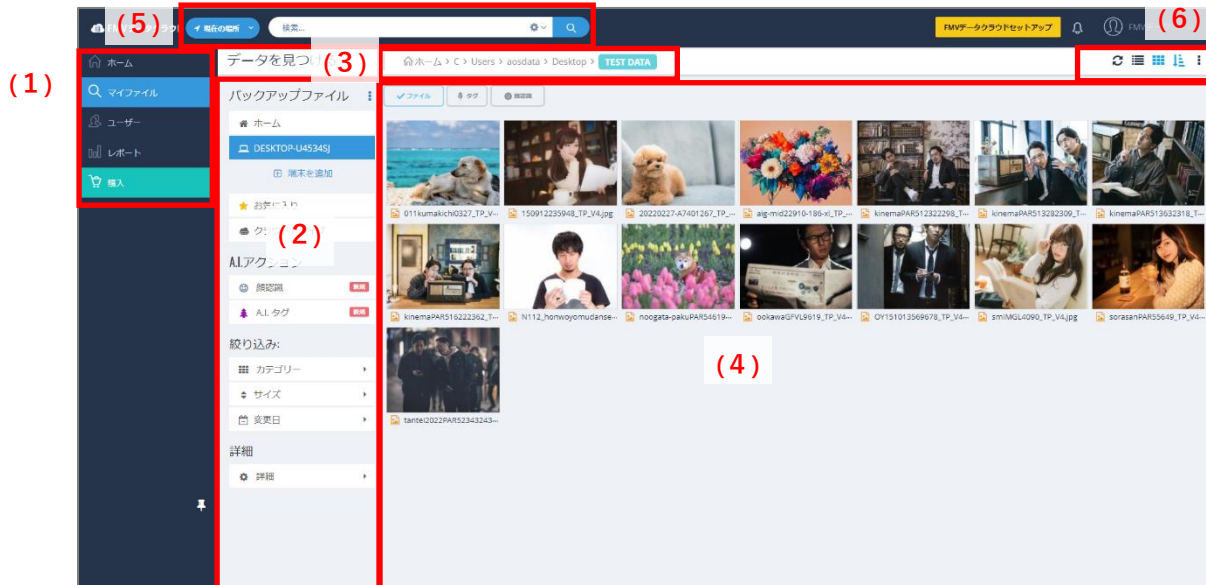 (1)
(5)
現在の場所
検索...
FMVデータクラウドセットアップ
(6)
ホーム
マイファイル
ユーザー
レポート
購入
データを見つけ
(3)
ホーム > C > Users > aosdata > Desktop > TEST DATA
バックアップファイル
ホーム
DESKTOP-U4534SJ
端末を追加
お気に入り
(2)
A.I.アクション
顔認識
新規
A.I. タグ
新規
絞り込み:
カテゴリー
サイズ
変更日
詳細
詳細
ファイル
タグ
顔認識
011kumakichi0327_TP_V...
150912235948_TP_V4.jpg
20220227-A7401267_TP_...
aig-mid22910-186-xl_TP_...
kinemaPAR512322298_T...
kinemaPAR513282309_T...
kinemaPAR513632318_T...
kinemaPAR516222362_T...
N112_honwoyomudanse...
noogata-pakuPAR54619...
ookawaGFVL9619_TP_V4...
OY151013569678_TP_V4...
smIMGL4090_TP_V4.jpg
sorasanPAR55649_TP_V4...
(4)
tantei2022PAR52343243...